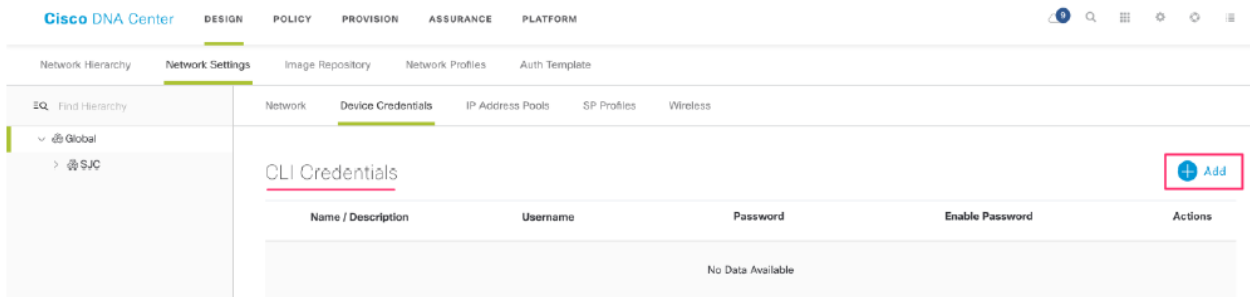 Cisco DNA Center DESIGN POLICY PROVISION ASSURANCE PLATFORM 9
Network Hierarchy Network Settings Image Repository Network Profiles Auth Template
EQ Find Hierarchy Network Device Credentials IP Address Pools SP Profiles Wireless
Global
SJC
CLI Credentials Add
Name / Description Username Password Enable Password Actions
No Data Available